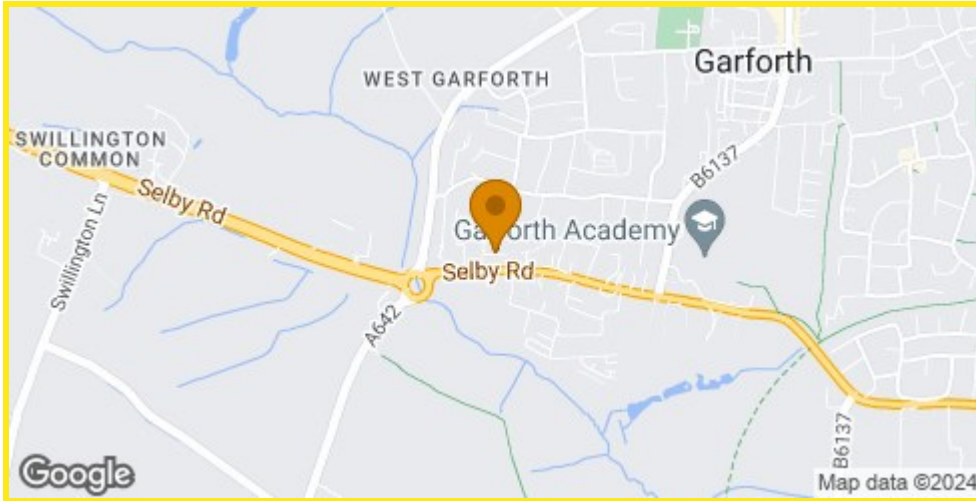 Garforth
WEST GARFORTH
SWILLINGTON
COMMON
B6137
Selby Rd
Garforth Academy
Swillington Ln
Selby Rd
A642
B6137
Google
Map data ©2024